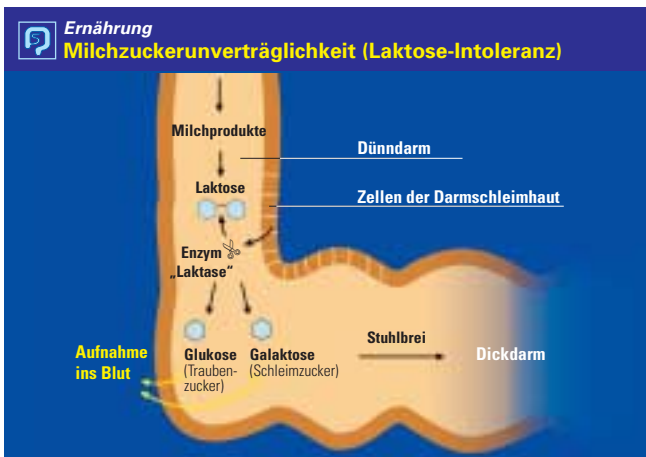 Ernährung
Milchzuckerunverträglichkeit (Laktose-Intoleranz)
Milchprodukte
Dünndarm
Laktose
Zellen der Darmschleimhaut
Enzym
„Laktase"
Stuhlbrei
Dickdarm
Aufnahme
ins Blut
Glukose
(Trauben-
zucker)
Galaktose
(Schleimzucker)